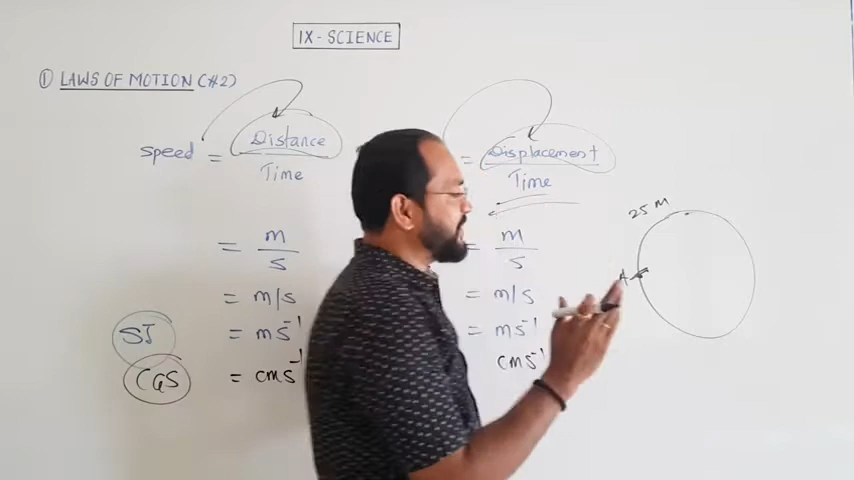 IX-SCIENCE
① LAWS OF MOTION (#2)
speed = Distance
Time
= m
s
= m/s
SI = ms⁻¹
CGS = cms⁻¹
= Displacement
Time
= m
s
= m/s
= ms⁻¹
cms⁻¹
25 M
A